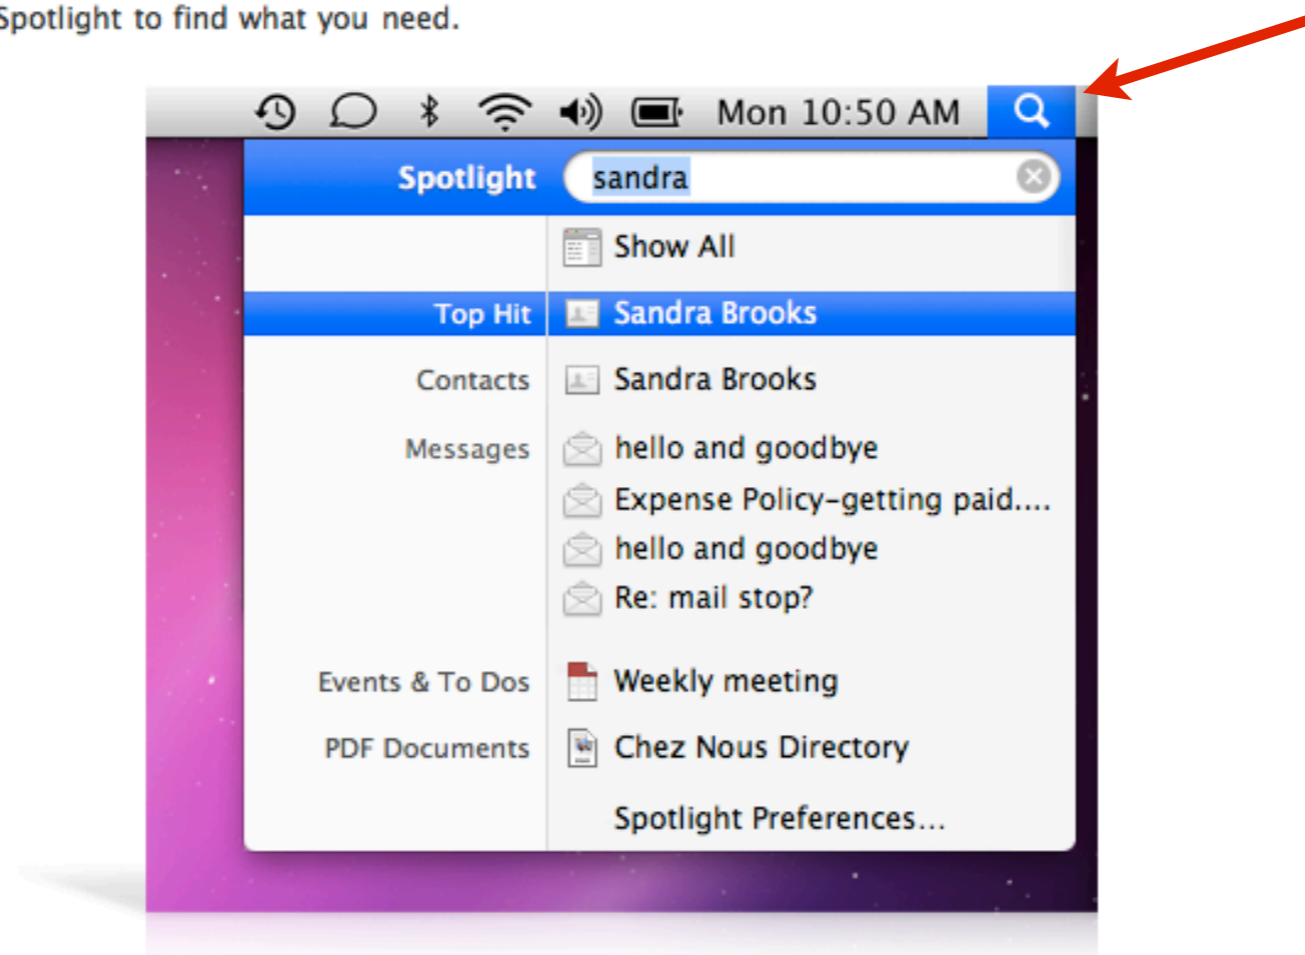 Spotlight to find what you need.
Mon 10:50 AM
Spotlight sandra
Show All
Top Hit Sandra Brooks
Contacts Sandra Brooks
Messages hello and goodbye
Expense Policy-getting paid....
hello and goodbye
Re: mail stop?
Events & To Dos Weekly meeting
PDF Documents Chez Nous Directory
Spotlight Preferences...